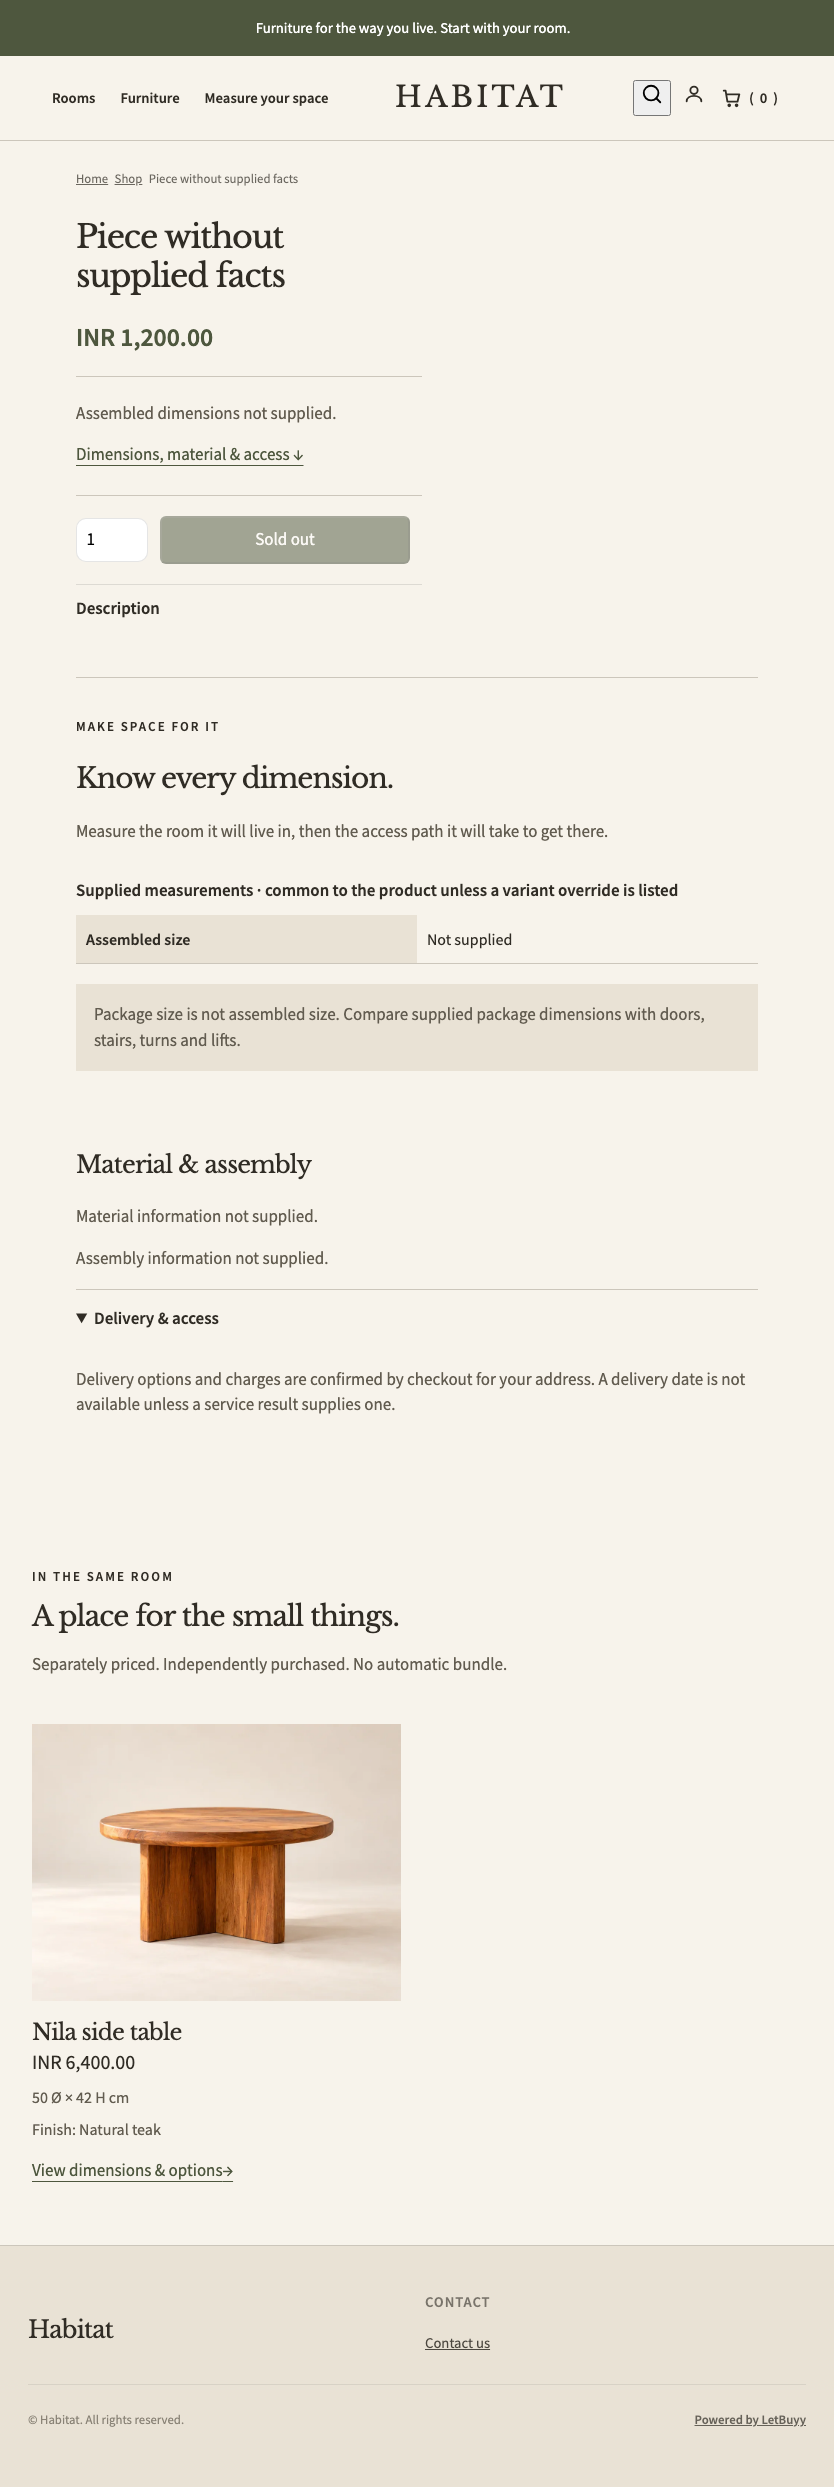 Furniture for the way you live. Start with your room.
Rooms Furniture Measure your space HABITAT ( 0 )
Home Shop Piece without supplied facts
Piece without
supplied facts
INR 1,200.00
Assembled dimensions not supplied.
Dimensions, material & access ↓
1 Sold out
Description
MAKE SPACE FOR IT
Know every dimension.
Measure the room it will live in, then the access path it will take to get there.
Supplied measurements · common to the product unless a variant override is listed
Assembled size Not supplied
Package size is not assembled size. Compare supplied package dimensions with doors,
stairs, turns and lifts.
Material & assembly
Material information not supplied.
Assembly information not supplied.
▼ Delivery & access
Delivery options and charges are confirmed by checkout for your address. A delivery date is not
available unless a service result supplies one.
IN THE SAME ROOM
A place for the small things.
Separately priced. Independently purchased. No automatic bundle.
Nila side table
INR 6,400.00
50 Ø × 42 H cm
Finish: Natural teak
View dimensions & options→
Habitat
CONTACT
Contact us
© Habitat. All rights reserved.
Powered by LetBuyy